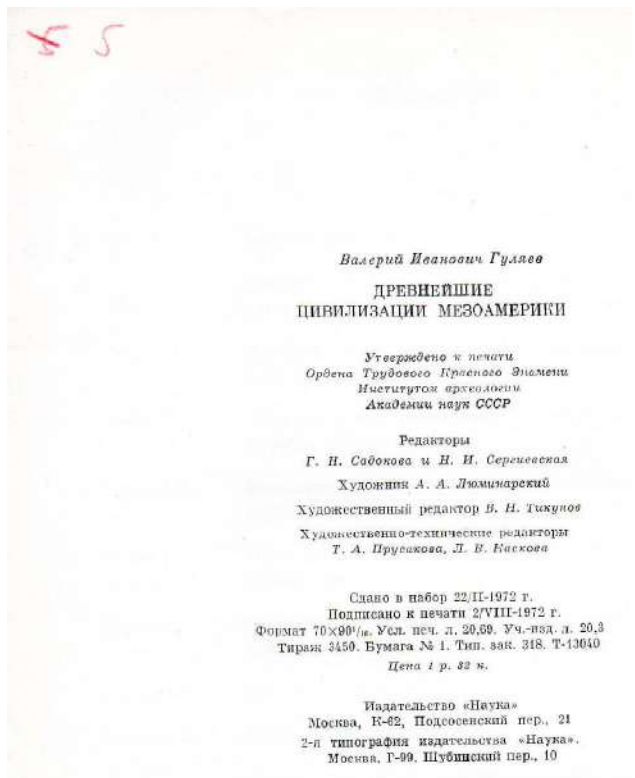 5 5
Валерий Иванович Гуляев
ДРЕВНЕЙШИЕ
ЦИВИЛИЗАЦИИ МЕЗОАМЕРИКИ
Утверждено к печати
Ордена Трудового Красного Знамени
Институтом археологии
Академии наук СССР
Редакторы
Г. Н. Садокова и Н. И. Сергиевская
Художник А. А. Люминарский
Художественный редактор В. Н. Тикунов
Художественно-технические редакторы
Т. А. Прусакова, Л. В. Каскова
Сдано в набор 22/II-1972 г.
Подписано к печати 2/VIII-1972 г.
Формат 70×90¹/₁₆. Усл. печ. л. 20,69. Уч.-изд. л. 20,3
Тираж 3450. Бумага № 1. Тип. зак. 318. Т-13040
Цена 1 р. 32 к.
Издательство «Наука»
Москва, К-62, Подсосенский пер., 21
2-я типография издательства «Наука».
Москва, Г-99, Шубинский пер., 10